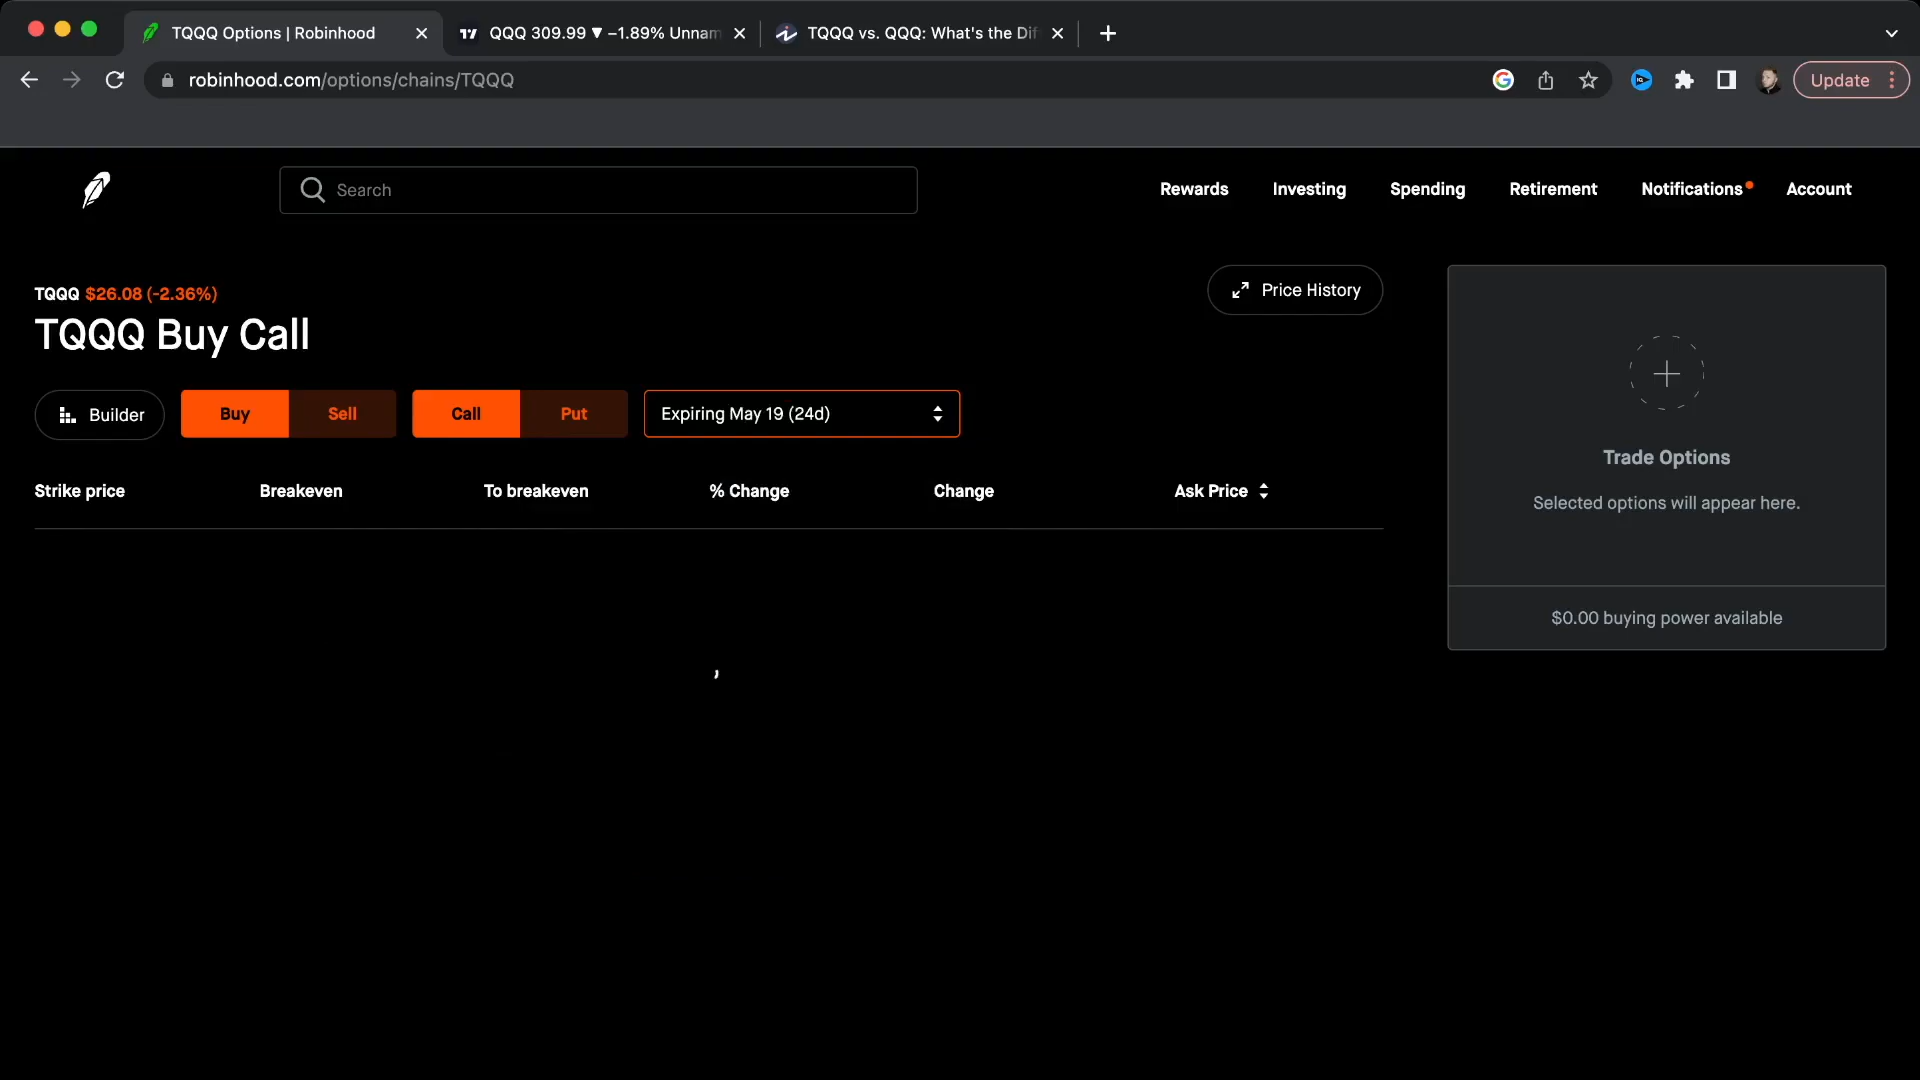 TQQQ Options | Robinhood
QQQ 309.99 ▼ −1.89% Unnam
TQQQ vs. QQQ: What's the Dif
robinhood.com/options/chains/TQQQ
Update
Search
Rewards
Investing
Spending
Retirement
Notifications
Account
TQQQ $26.08 (-2.36%)
TQQQ Buy Call
Price History
Builder
Buy
Sell
Call
Put
Expiring May 19 (24d)
Strike price
Breakeven
To breakeven
% Change
Change
Ask Price
Trade Options
Selected options will appear here.
$0.00 buying power available